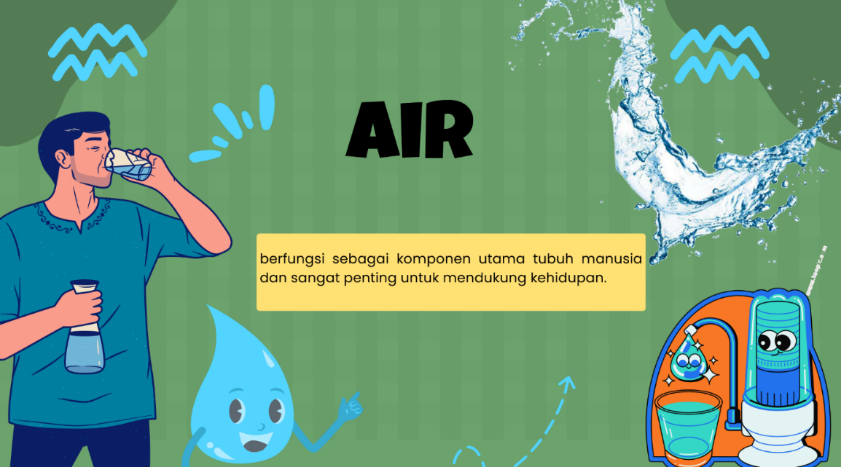 AIR
berfungsi sebagai komponen utama tubuh manusia
dan sangat penting untuk mendukung kehidupan.